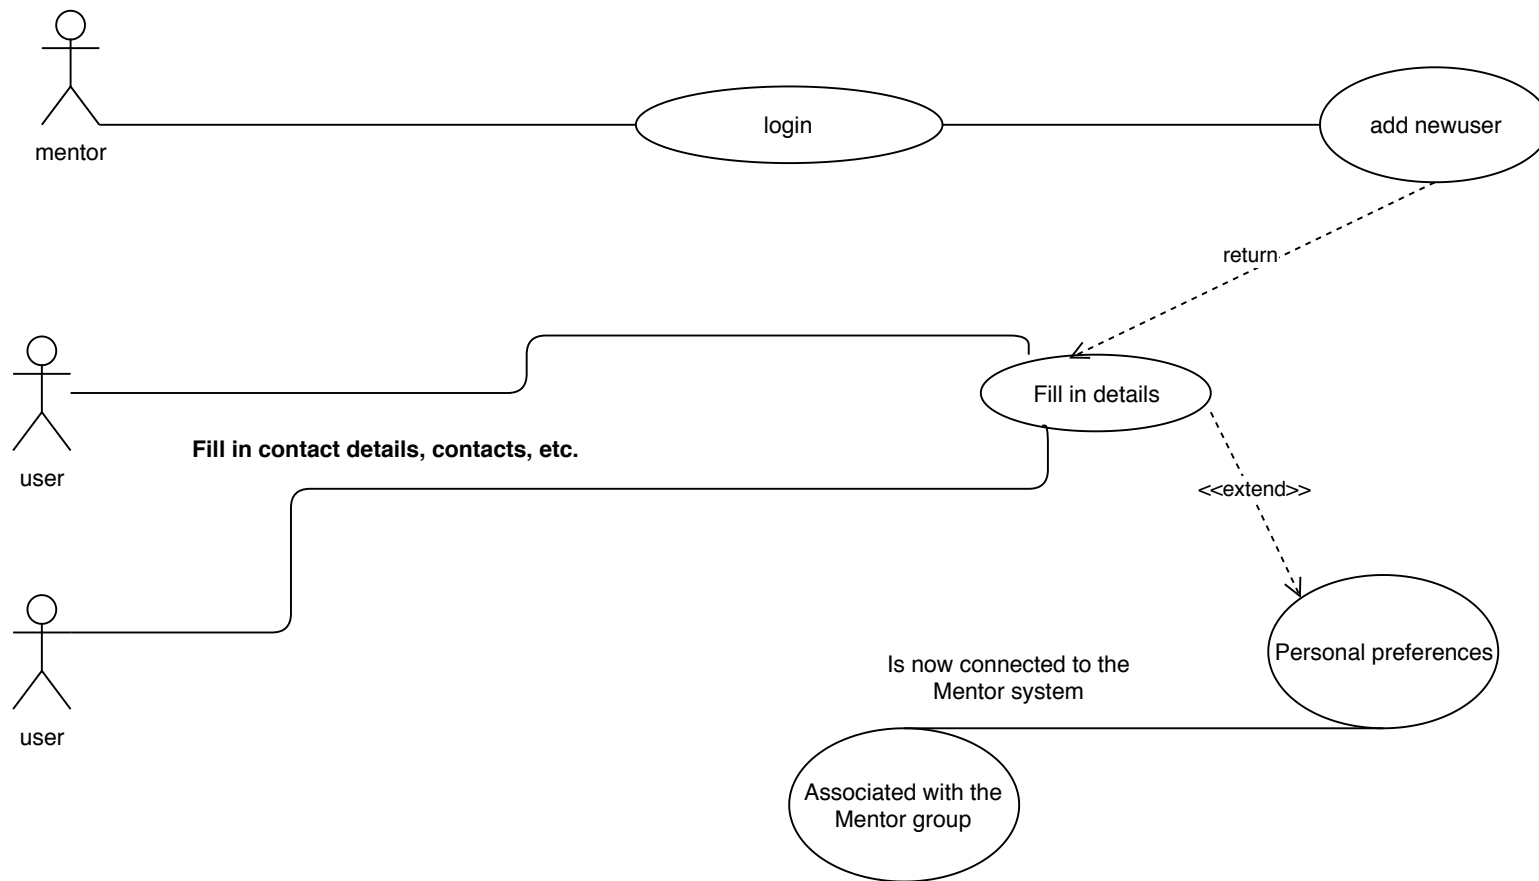 login
add newuser
mentor
return
Fill in details
Fill in contact details, contacts, etc.
user
<<extend>>
Personal preferences
Is now connected to the
Mentor system
user
Associated with the
Mentor group